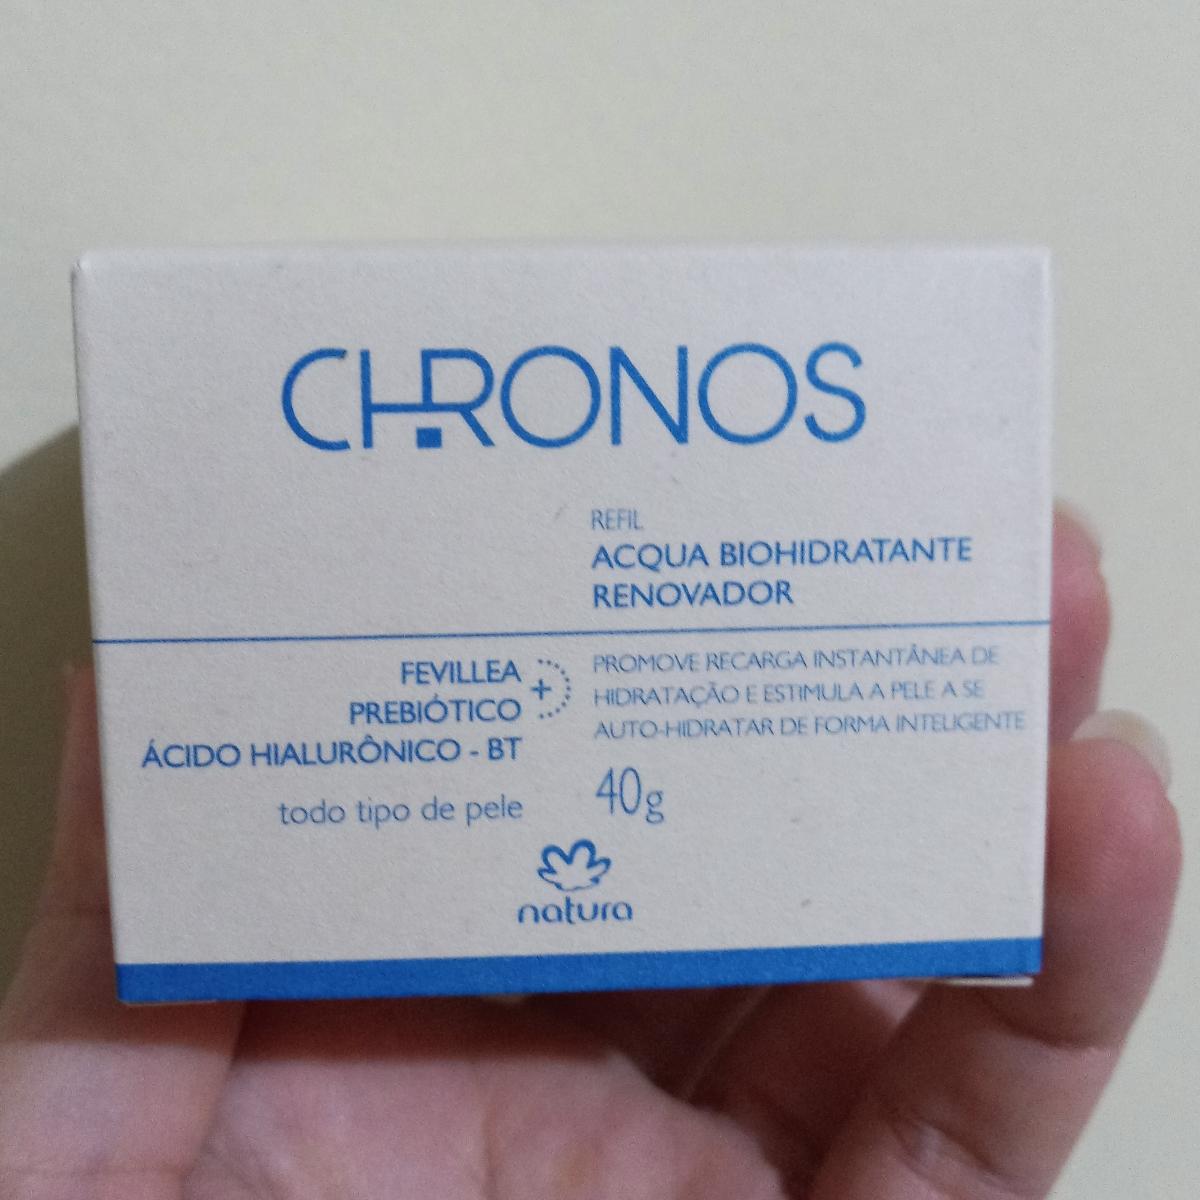 CHRONOS
REFIL
ACQUA BIOHIDRATANTE
RENOVADOR
FEVILLEA
PREBIÓTICO
ÁCIDO HIALURÔNICO - BT
+
todo tipo de pele
PROMOVE RECARGA INSTANTÂNEA DE
HIDRATAÇÃO E ESTIMULA A PELE A SE
AUTO-HIDRATAR DE FORMA INTELIGENTE
40g
natura